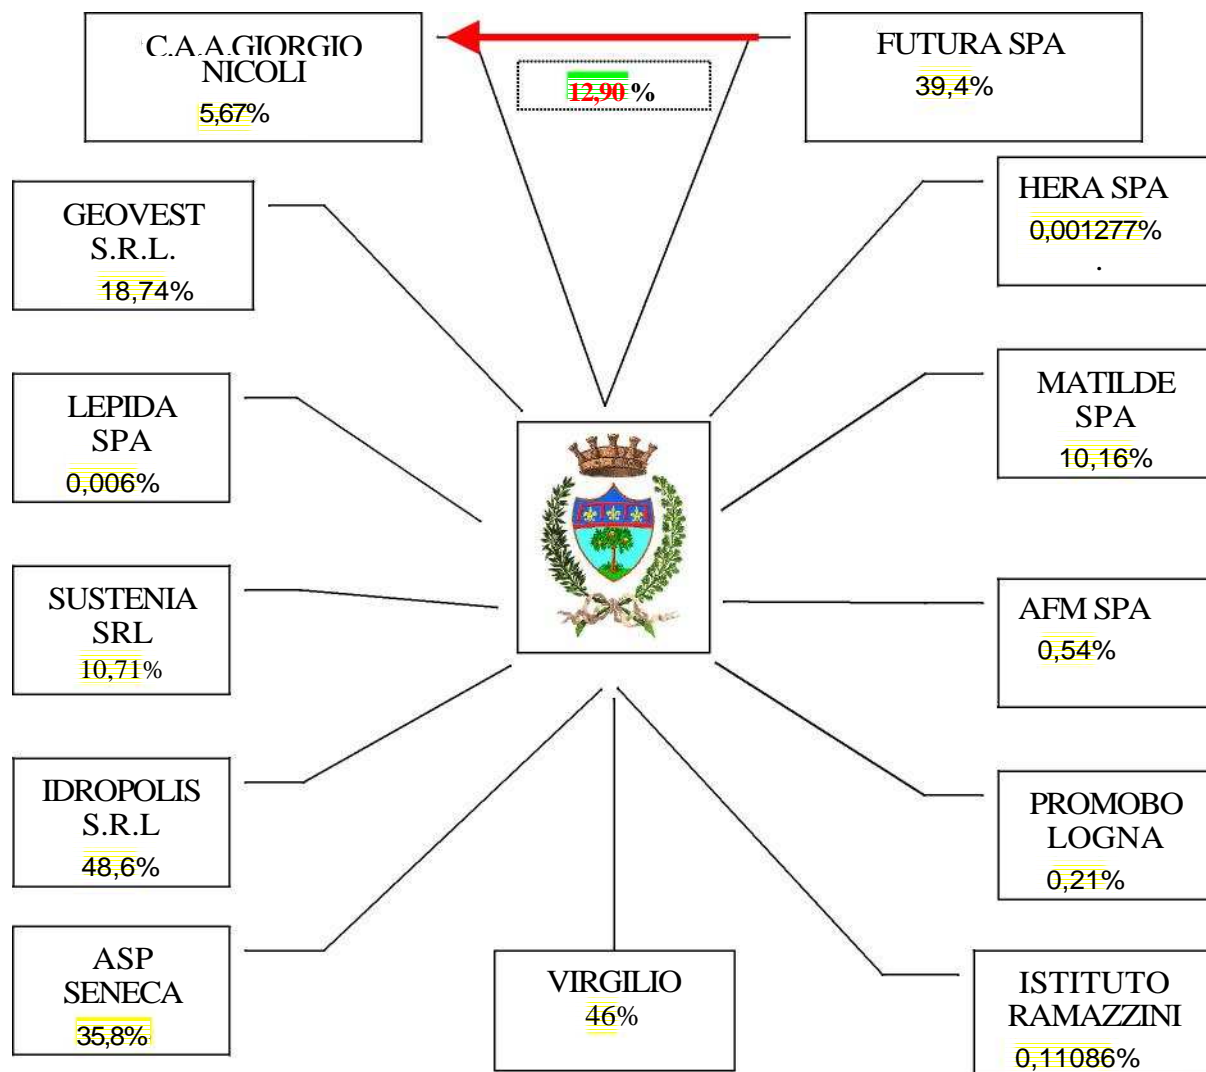 C.A.A.GIORGIO
NICOLI
5,67%
12,90 %
FUTURA SPA
39,4%
GEOVEST
S.R.L.
18,74%
HERA SPA
0,001277%
.
LEPIDA
SPA
0,006%
MATILDE
SPA
10,16%
SUSTENIA
SRL
10,71%
AFM SPA
0,54%
IDROPOLIS
S.R.L
48,6%
PROMOBO
LOGNA
0,21%
ASP
SENECA
35,8%
VIRGILIO
46%
ISTITUTO
RAMAZZINI
0,11086%